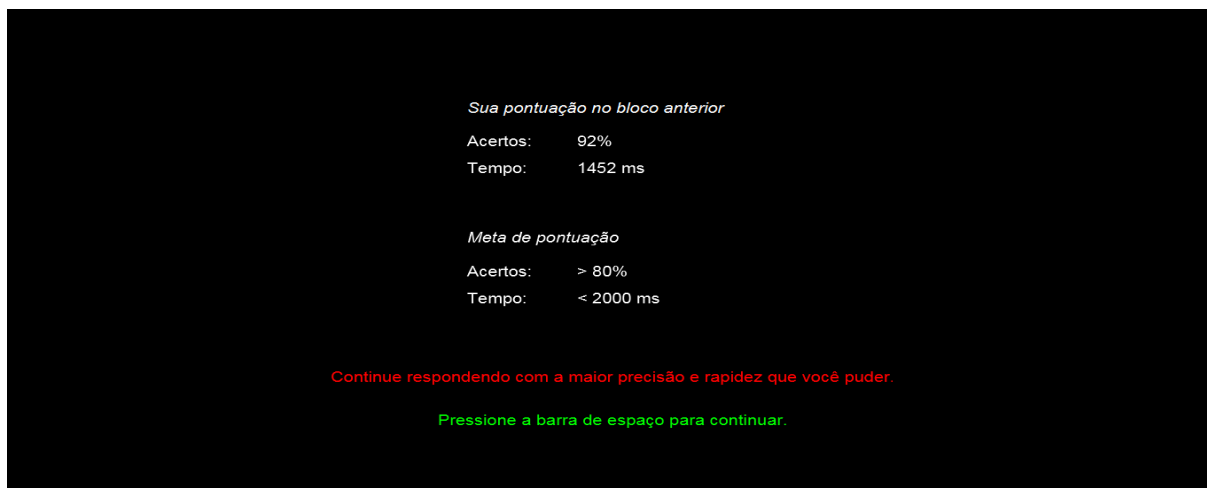 Sua pontuação no bloco anterior
Acertos: 92%
Tempo: 1452 ms
Meta de pontuação
Acertos: > 80%
Tempo: < 2000 ms
Continue respondendo com a maior precisão e rapidez que você puder.
Pressione a barra de espaço para continuar.